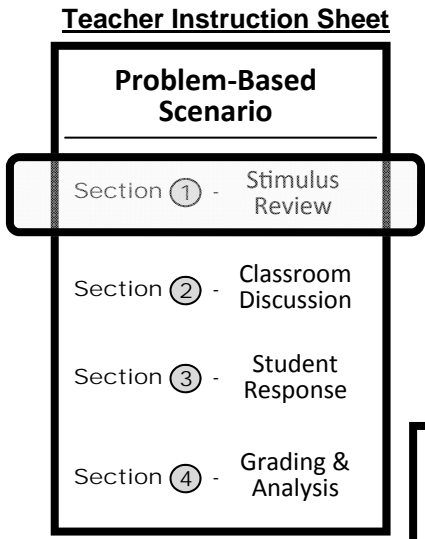 Teacher Instruction Sheet
Problem-Based
Scenario
Section 1 - Stimulus
Review
Section 2 - Classroom
Discussion
Section 3 - Student
Response
Section 4 - Grading &
Analysis